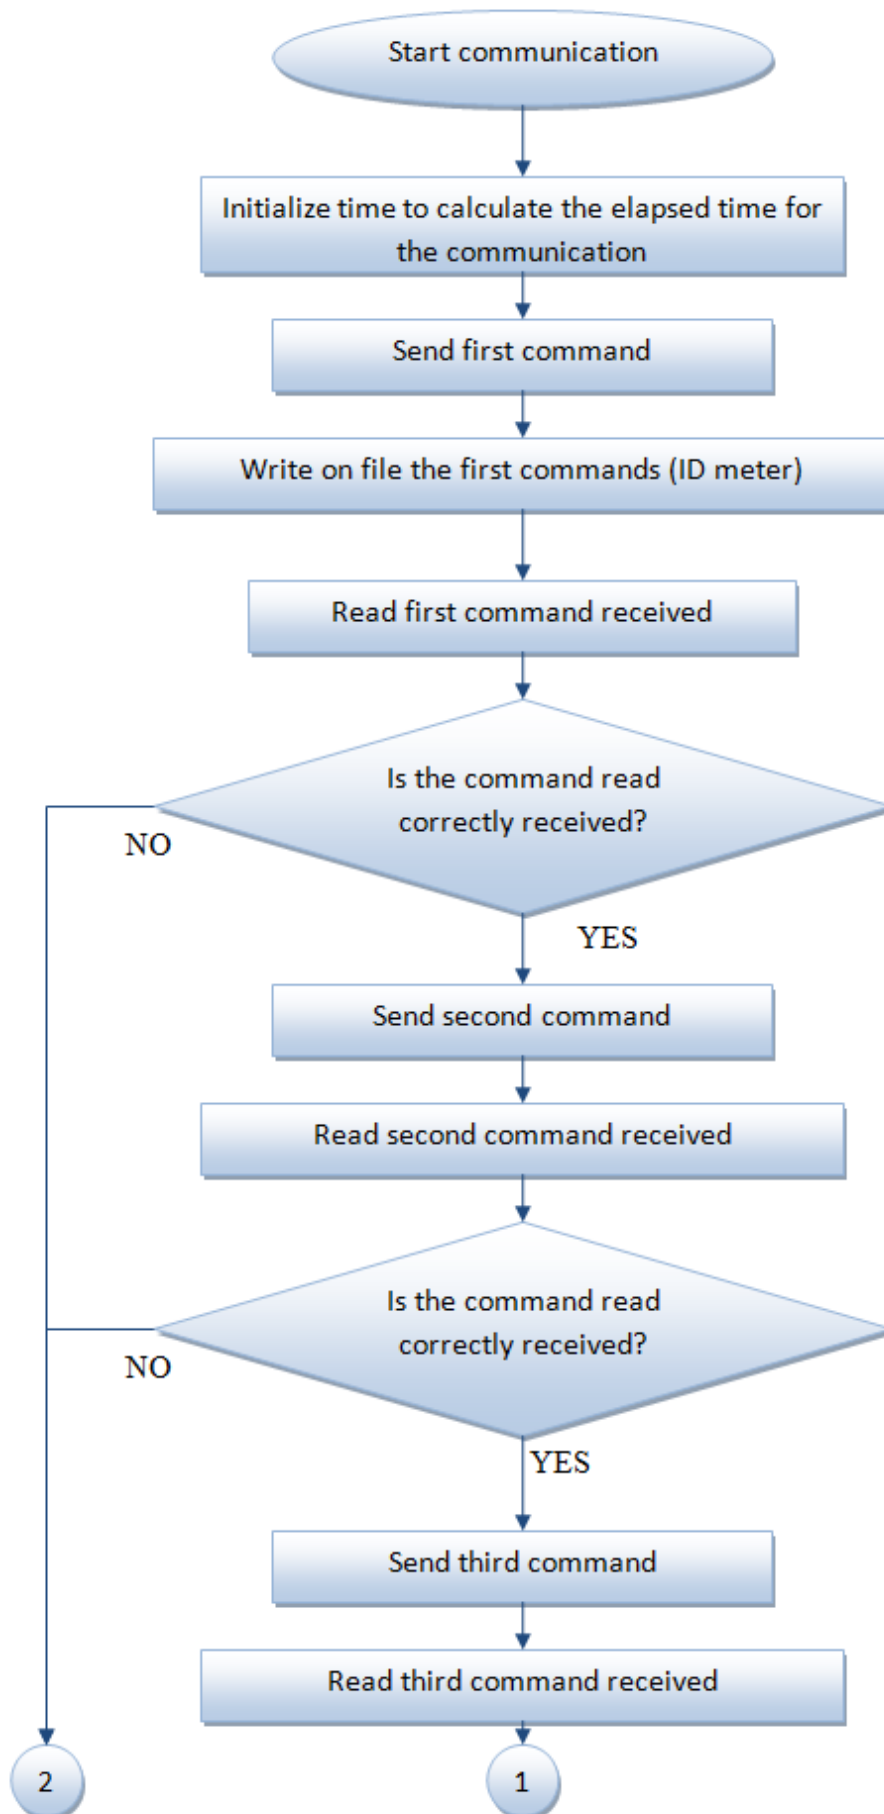 Start communication
Initialize time to calculate the elapsed time for
the communication
Send first command
Write on file the first commands (ID meter)
Read first command received
Is the command read
correctly received?
NO
YES
Send second command
Read second command received
Is the command read
correctly received?
NO
YES
Send third command
Read third command received
2
1